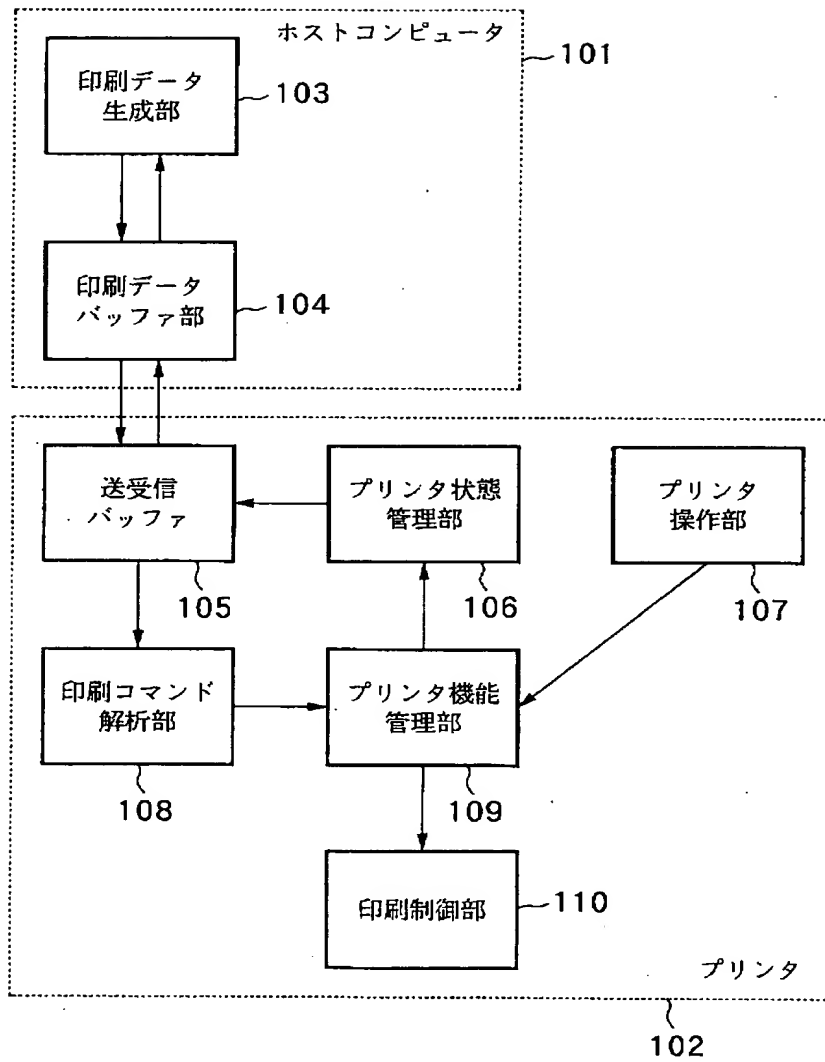 ホストコンピュータ
101
印刷データ
生成部
103
印刷データ
バッファ部
104
送受信
バッファ
105
プリンタ状態
管理部
106
プリンタ
操作部
107
印刷コマンド
解析部
108
プリンタ機能
管理部
109
印刷制御部
110
プリンタ
102